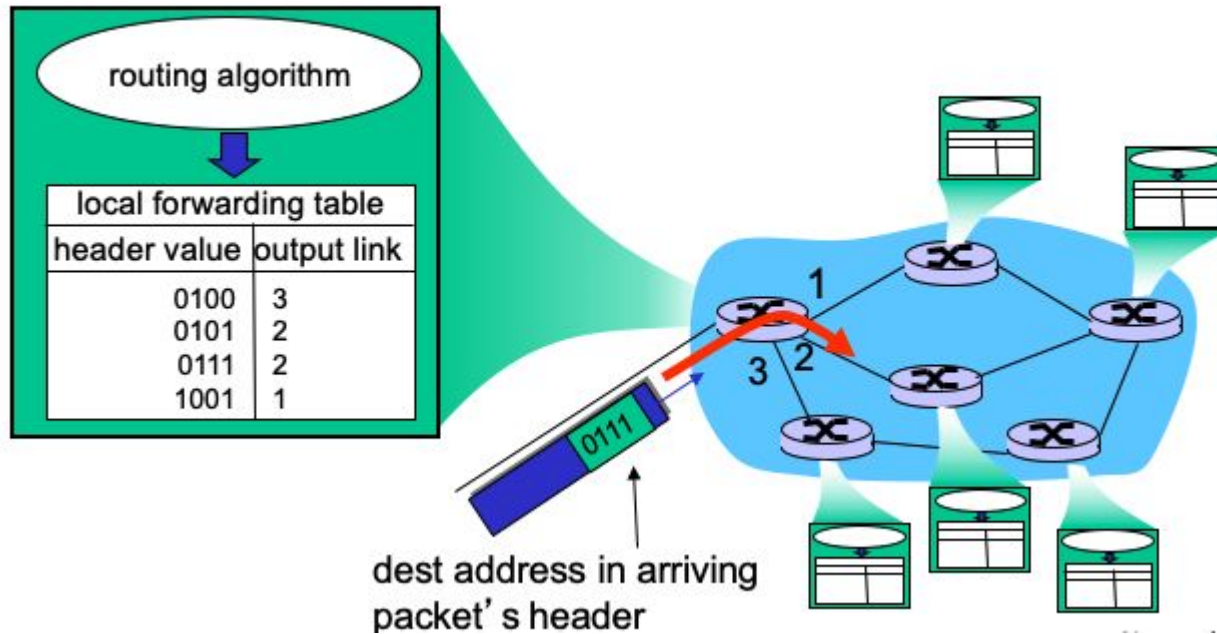 routing algorithm
local forwarding table
header value output link
0100 3
0101 2
0111 2
1001 1
1
2
3
0111
dest address in arriving
packet’s header